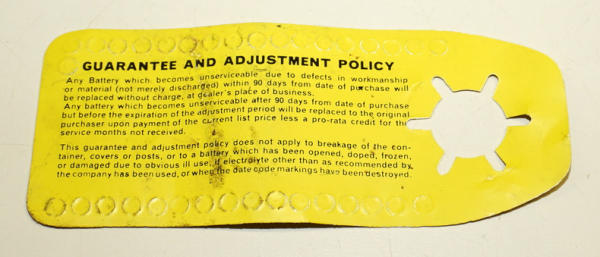 GUARANTEE AND ADJUSTMENT POLICY
Any Battery which becomes unserviceable due to defects in workmanship
or material (not merely discharged) within 90 days from date of purchase will
be replaced without charge, at dealer's place of business.
Any battery which becomes unserviceable after 90 days from date of purchase
but before the expiration of the adjustment period will be replaced to the original
purchaser upon payment of the current list price less a pro-rata credit for the
service months not received.
This guarantee and adjustment policy does not apply to breakage of the con-
tainer, covers or posts, or to a battery which has been opened, doped, frozen,
or damaged due to obvious ill use, if electrolyte other than as recommended by
the company has been used, or when the date code markings have been destroyed.